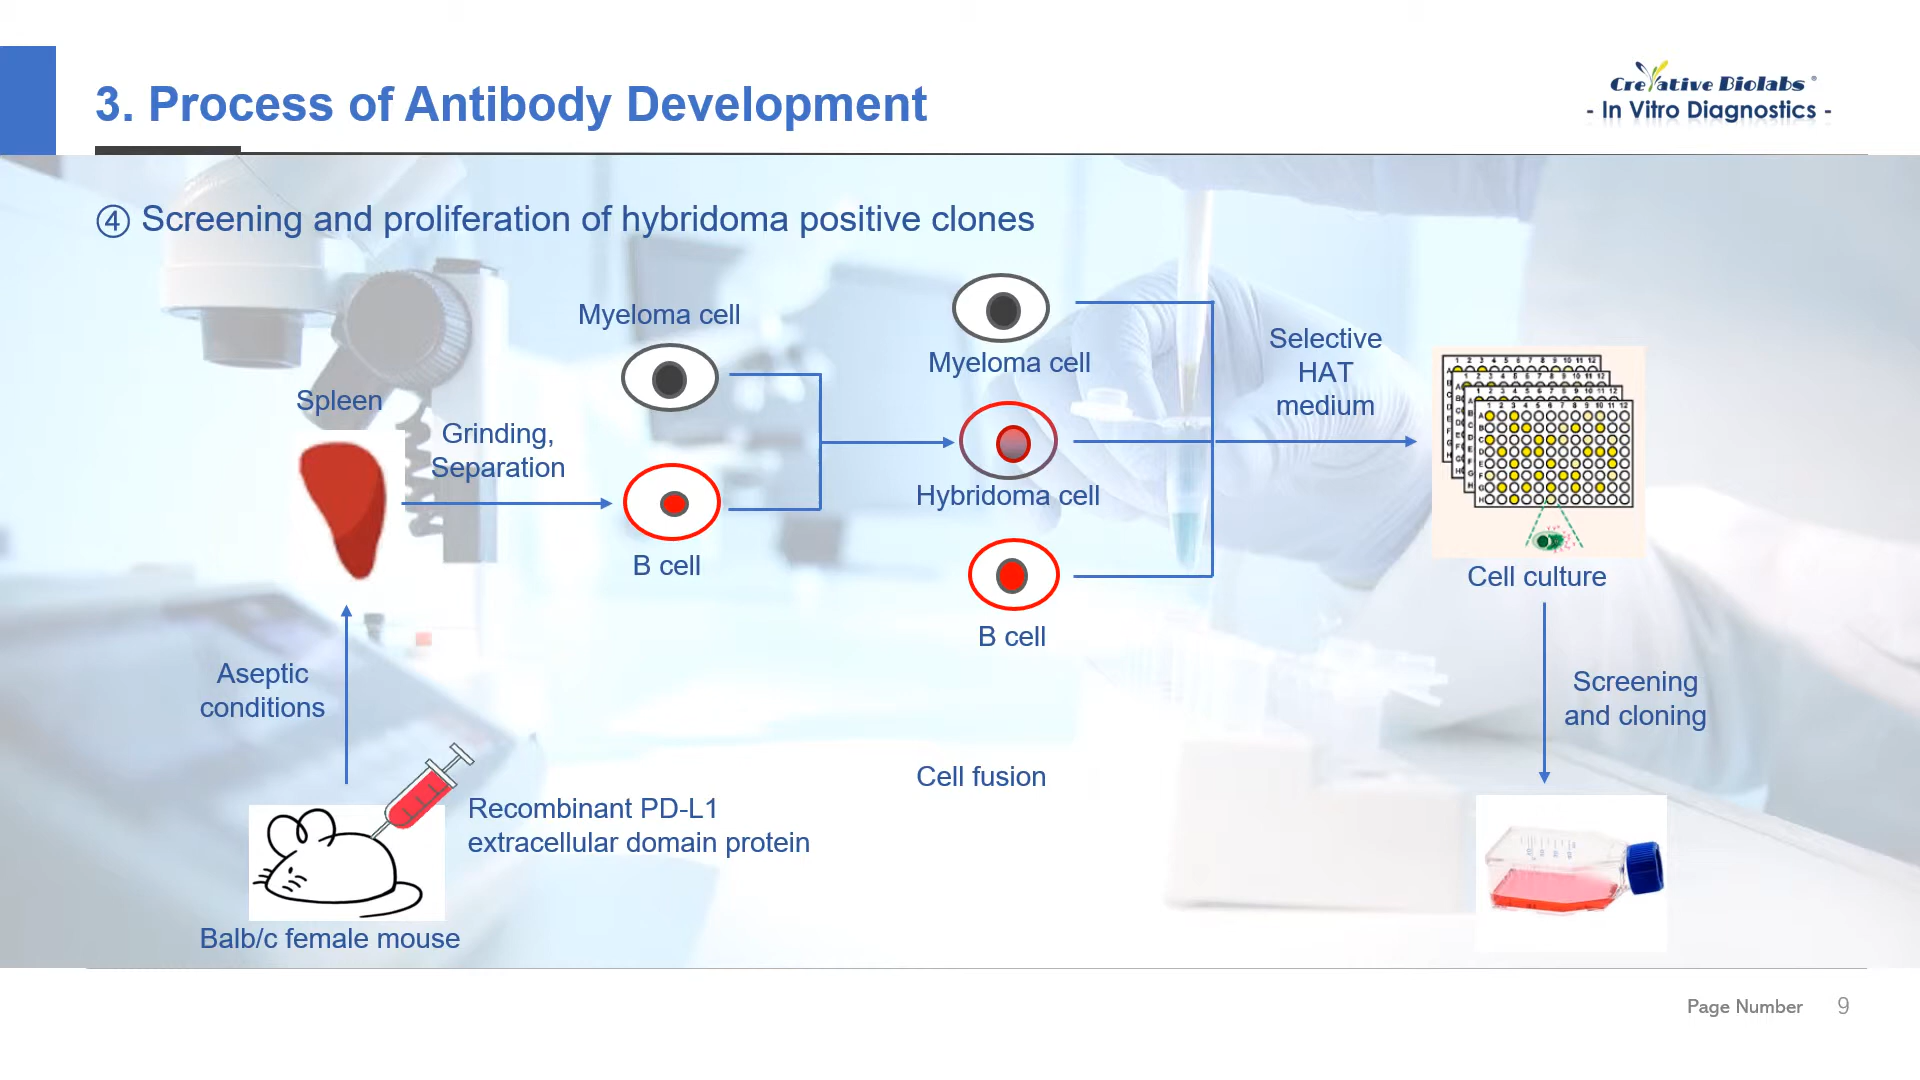 3. Process of Antibody Development
Creative Biolabs ®
- In Vitro Diagnostics -
④ Screening and proliferation of hybridoma positive clones
Myeloma cell
Spleen
Grinding,
Separation
B cell
Myeloma cell
Hybridoma cell
B cell
Selective
HAT
medium
Cell culture
Aseptic
conditions
Screening
and cloning
Cell fusion
Recombinant PD-L1
extracellular domain protein
Balb/c female mouse
Page Number 9